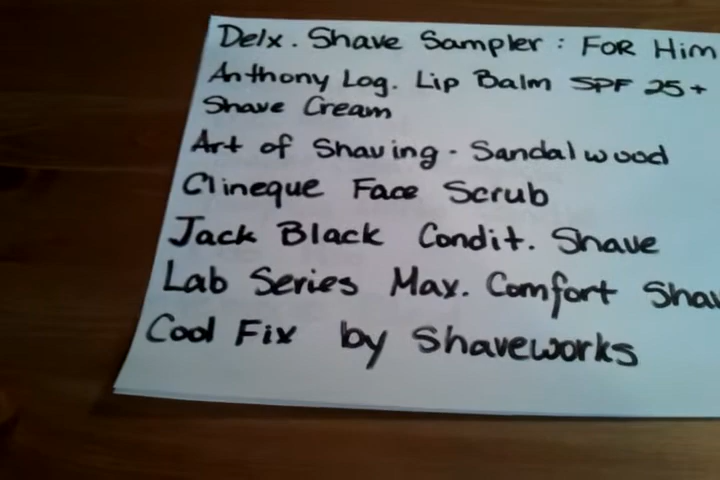 Delx. Shave Sampler : FOR Him
Anthony Log. Lip Balm SPF 25+
Shave Cream
Art of Shaving - Sandalwood
Clineque Face Scrub
Jack Black Condit. Shave
Lab Series Max. Comfort Shav
Cool Fix by Shaveworks